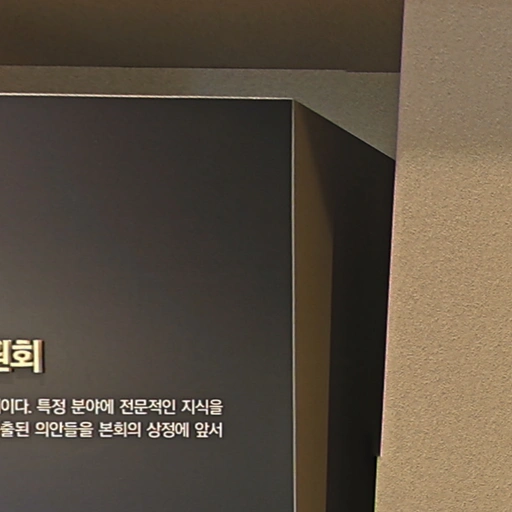 원회
이다. 특정 분야에 전문적인 지식을
출된 의안들을 본회의 상정에 앞서